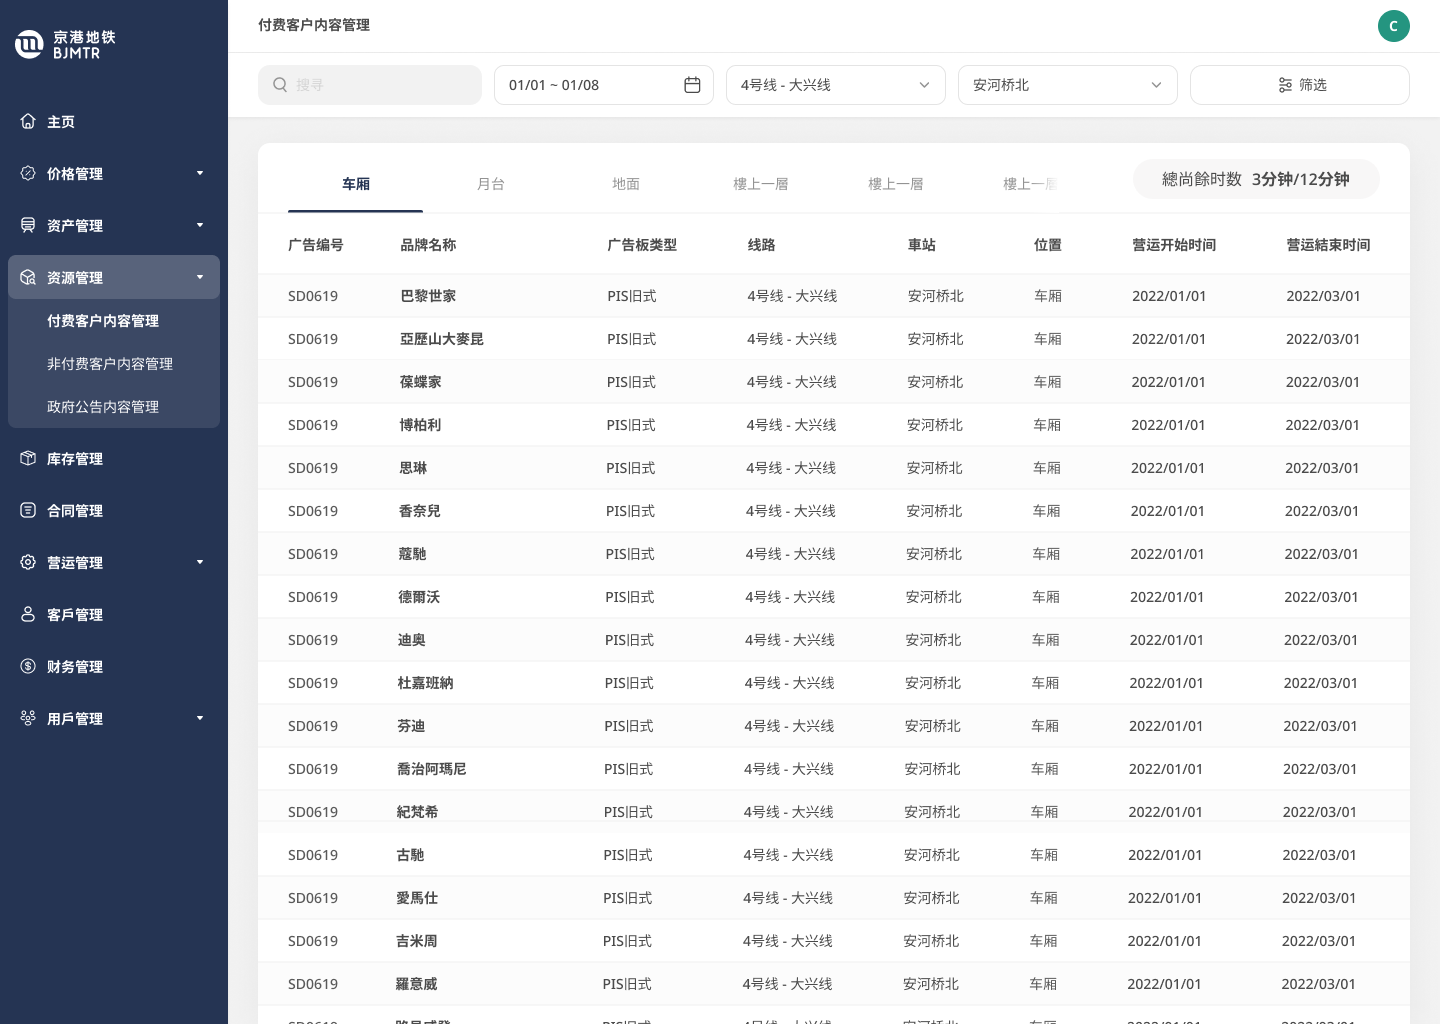 京港地铁
BJMTR
主页
价格管理
资产管理
资源管理
付费客户内容管理
非付费客户内容管理
政府公告内容管理
库存管理
合同管理
营运管理
客戶管理
财务管理
用戶管理
付费客户内容管理
C
搜寻
01/01 ~ 01/08
4号线 - 大兴线
安河桥北
筛选
车厢 月台 地面 樓上一層 樓上一層 樓上一層
總尚餘时数 3分钟/12分钟
广告编号 品牌名称 广告板类型 线路 車站 位置 营运开始时间 营运結束时间
SD0619 巴黎世家 PIS旧式 4号线 - 大兴线 安河桥北 车厢 2022/01/01 2022/03/01
SD0619 亞歷山大麥昆 PIS旧式 4号线 - 大兴线 安河桥北 车厢 2022/01/01 2022/03/01
SD0619 葆蝶家 PIS旧式 4号线 - 大兴线 安河桥北 车厢 2022/01/01 2022/03/01
SD0619 博柏利 PIS旧式 4号线 - 大兴线 安河桥北 车厢 2022/01/01 2022/03/01
SD0619 思琳 PIS旧式 4号线 - 大兴线 安河桥北 车厢 2022/01/01 2022/03/01
SD0619 香奈兒 PIS旧式 4号线 - 大兴线 安河桥北 车厢 2022/01/01 2022/03/01
SD0619 蔻馳 PIS旧式 4号线 - 大兴线 安河桥北 车厢 2022/01/01 2022/03/01
SD0619 德爾沃 PIS旧式 4号线 - 大兴线 安河桥北 车厢 2022/01/01 2022/03/01
SD0619 迪奥 PIS旧式 4号线 - 大兴线 安河桥北 车厢 2022/01/01 2022/03/01
SD0619 杜嘉班納 PIS旧式 4号线 - 大兴线 安河桥北 车厢 2022/01/01 2022/03/01
SD0619 芬迪 PIS旧式 4号线 - 大兴线 安河桥北 车厢 2022/01/01 2022/03/01
SD0619 喬治阿瑪尼 PIS旧式 4号线 - 大兴线 安河桥北 车厢 2022/01/01 2022/03/01
SD0619 紀梵希 PIS旧式 4号线 - 大兴线 安河桥北 车厢 2022/01/01 2022/03/01
SD0619 古馳 PIS旧式 4号线 - 大兴线 安河桥北 车厢 2022/01/01 2022/03/01
SD0619 愛馬仕 PIS旧式 4号线 - 大兴线 安河桥北 车厢 2022/01/01 2022/03/01
SD0619 吉米周 PIS旧式 4号线 - 大兴线 安河桥北 车厢 2022/01/01 2022/03/01
SD0619 羅意威 PIS旧式 4号线 - 大兴线 安河桥北 车厢 2022/01/01 2022/03/01